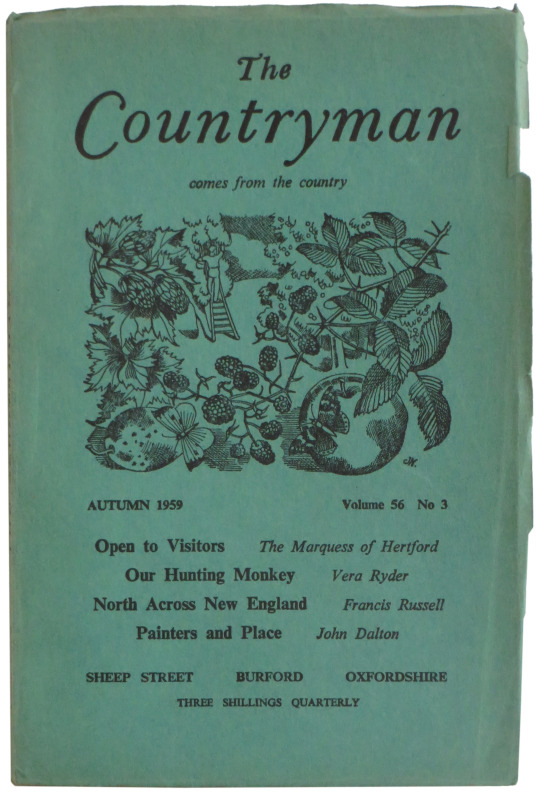 The
Countryman
comes from the country
AUTUMN 1959 Volume 56 No 3
Open to Visitors The Marquess of Hertford
Our Hunting Monkey Vera Ryder
North Across New England Francis Russell
Painters and Place John Dalton
SHEEP STREET BURFORD OXFORDSHIRE
THREE SHILLINGS QUARTERLY